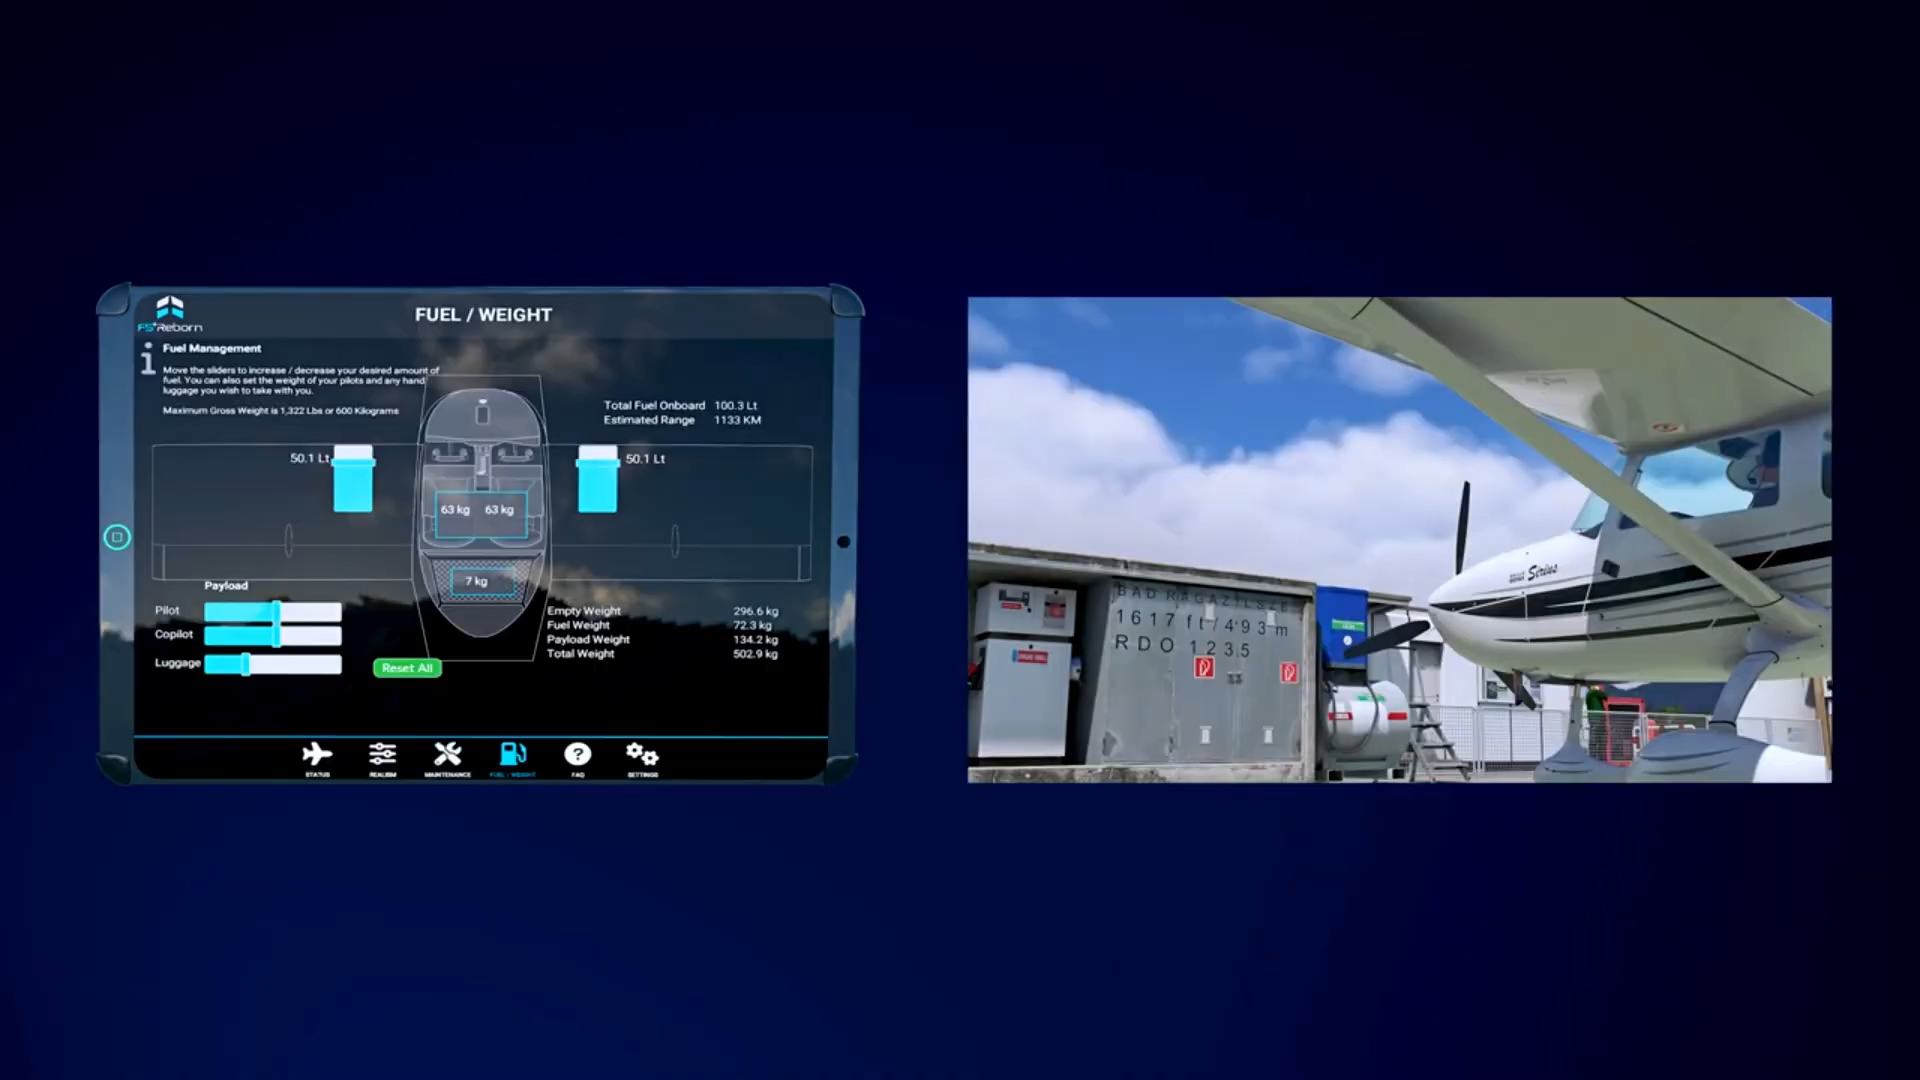 FS Reborn
FUEL / WEIGHT
Fuel Management
Move the sliders to increase / decrease your desired amount of
fuel. You can also set the weight of your pilots and any hand
luggage you wish to take with you.
Maximum Gross Weight is 1,322 Lbs or 600 Kilograms
Total Fuel Onboard 100.3 Lt
Estimated Range 1133 KM
50.1 Lt
50.1 Lt
63 kg 63 kg
7 kg
Payload
Pilot
Copilot
Luggage
Reset All
Empty Weight 296.6 kg
Fuel Weight 72.3 kg
Payload Weight 134.2 kg
Total Weight 502.9 kg
STATUS
REALISM
MAINTENANCE
FUEL / WEIGHT
FAQ
SETTINGS
BAD RAGAZ/LSZE
1617 ft/493m
RDO 1235
Sirius